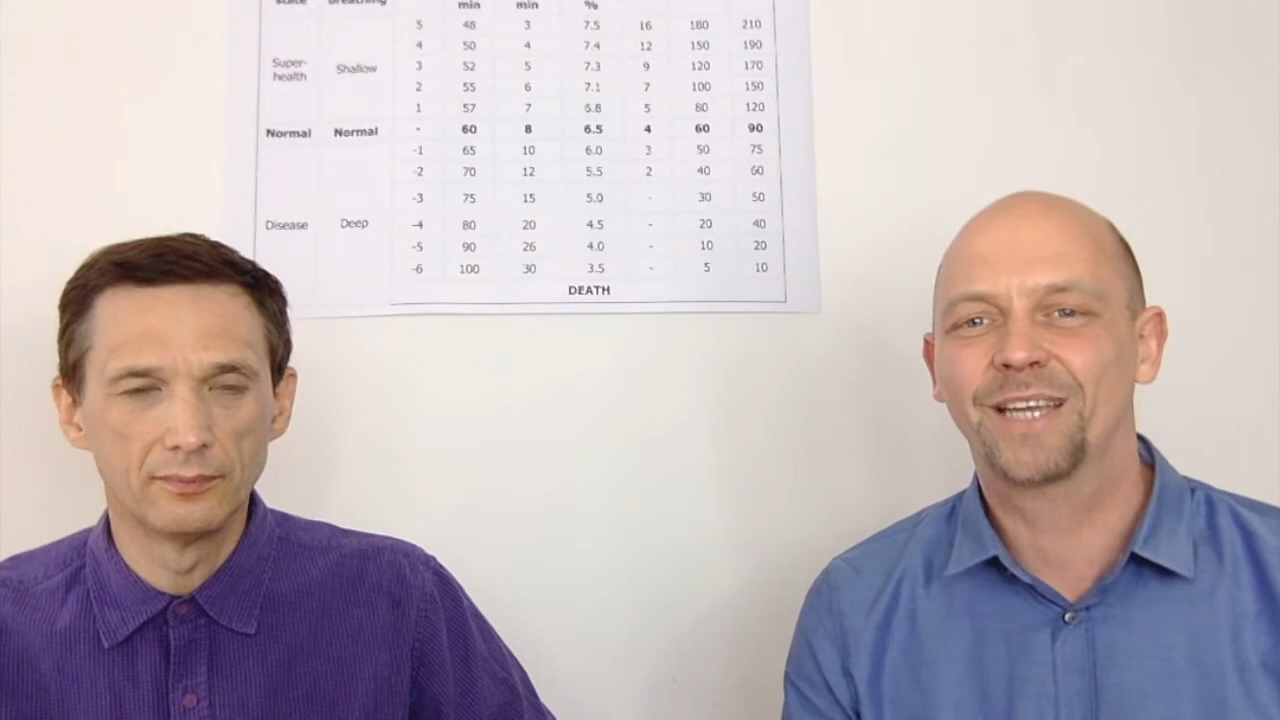 state breathing min min %
5 48 3 7.5 16 180 210
4 50 4 7.4 12 150 190
Super-health Shallow 3 52 5 7.3 9 120 170
2 55 6 7.1 7 100 150
1 57 7 6.8 5 80 120
Normal Normal - 60 8 6.5 4 60 90
-1 65 10 6.0 3 50 75
-2 70 12 5.5 2 40 60
-3 75 15 5.0 - 30 50
Disease Deep -4 80 20 4.5 - 20 40
-5 90 26 4.0 - 10 20
-6 100 30 3.5 - 5 10
DEATH